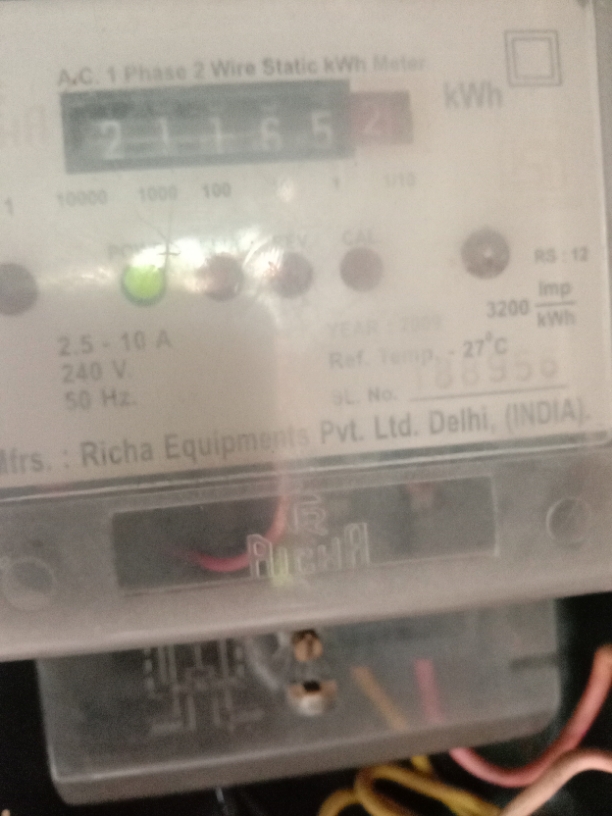 A.C. 1 Phase 2 Wire Static kWh Meter
kWh
2 1 1 6 5 2
10000 1000 100 1 1/10
CAL
RS : 12
3200 imp/kWh
2.5 - 10 A
240 V.
50 Hz.
YEAR :
Ref. Temp. - 27°C
SL. No. 188956
Mfrs. : Richa Equipments Pvt. Ltd. Delhi, (INDIA).
RICHA